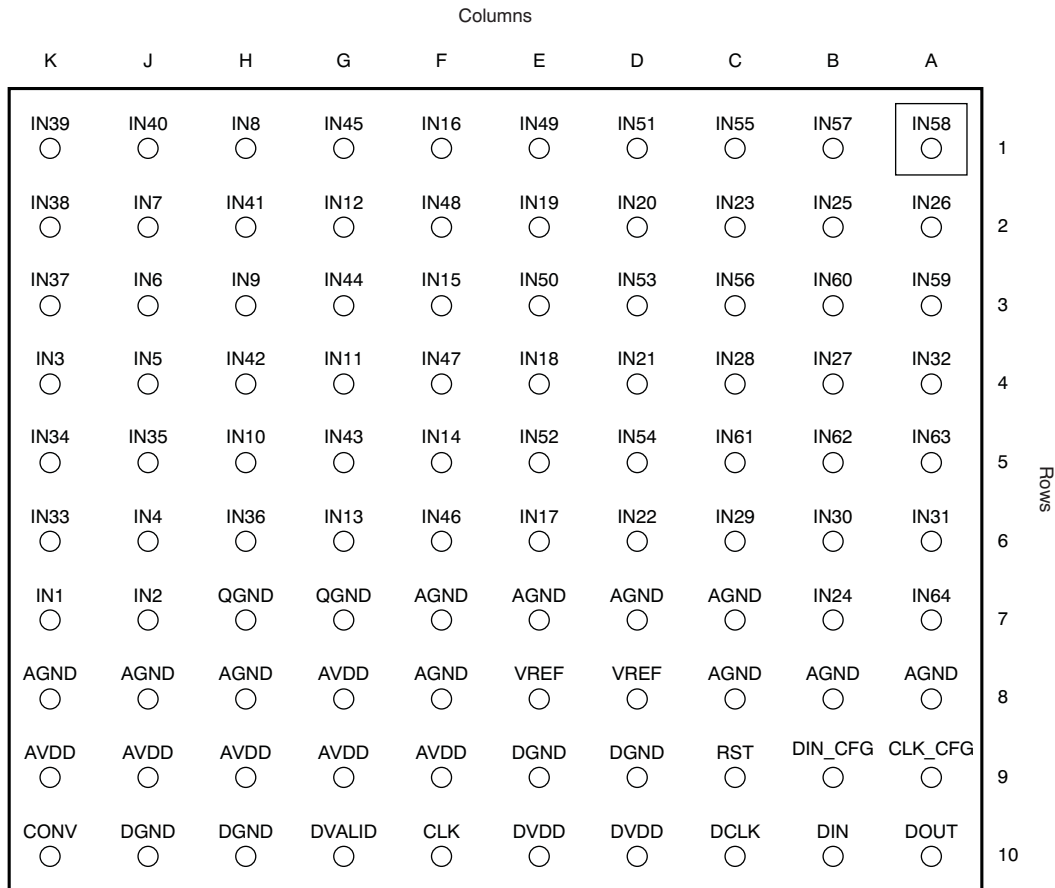 Columns
K J H G F E D C B A
IN39 IN40 IN8 IN45 IN16 IN49 IN51 IN55 IN57 IN58
1
IN38 IN7 IN41 IN12 IN48 IN19 IN20 IN23 IN25 IN26
2
IN37 IN6 IN9 IN44 IN15 IN50 IN53 IN56 IN60 IN59
3
IN3 IN5 IN42 IN11 IN47 IN18 IN21 IN28 IN27 IN32
4
IN34 IN35 IN10 IN43 IN14 IN52 IN54 IN61 IN62 IN63
5
Rows
IN33 IN4 IN36 IN13 IN46 IN17 IN22 IN29 IN30 IN31
6
IN1 IN2 QGND QGND AGND AGND AGND AGND IN24 IN64
7
AGND AGND AGND AVDD AGND VREF VREF AGND AGND AGND
8
AVDD AVDD AVDD AVDD AVDD DGND DGND RST DIN_CFG CLK_CFG
9
CONV DGND DGND DVALID CLK DVDD DVDD DCLK DIN DOUT
10